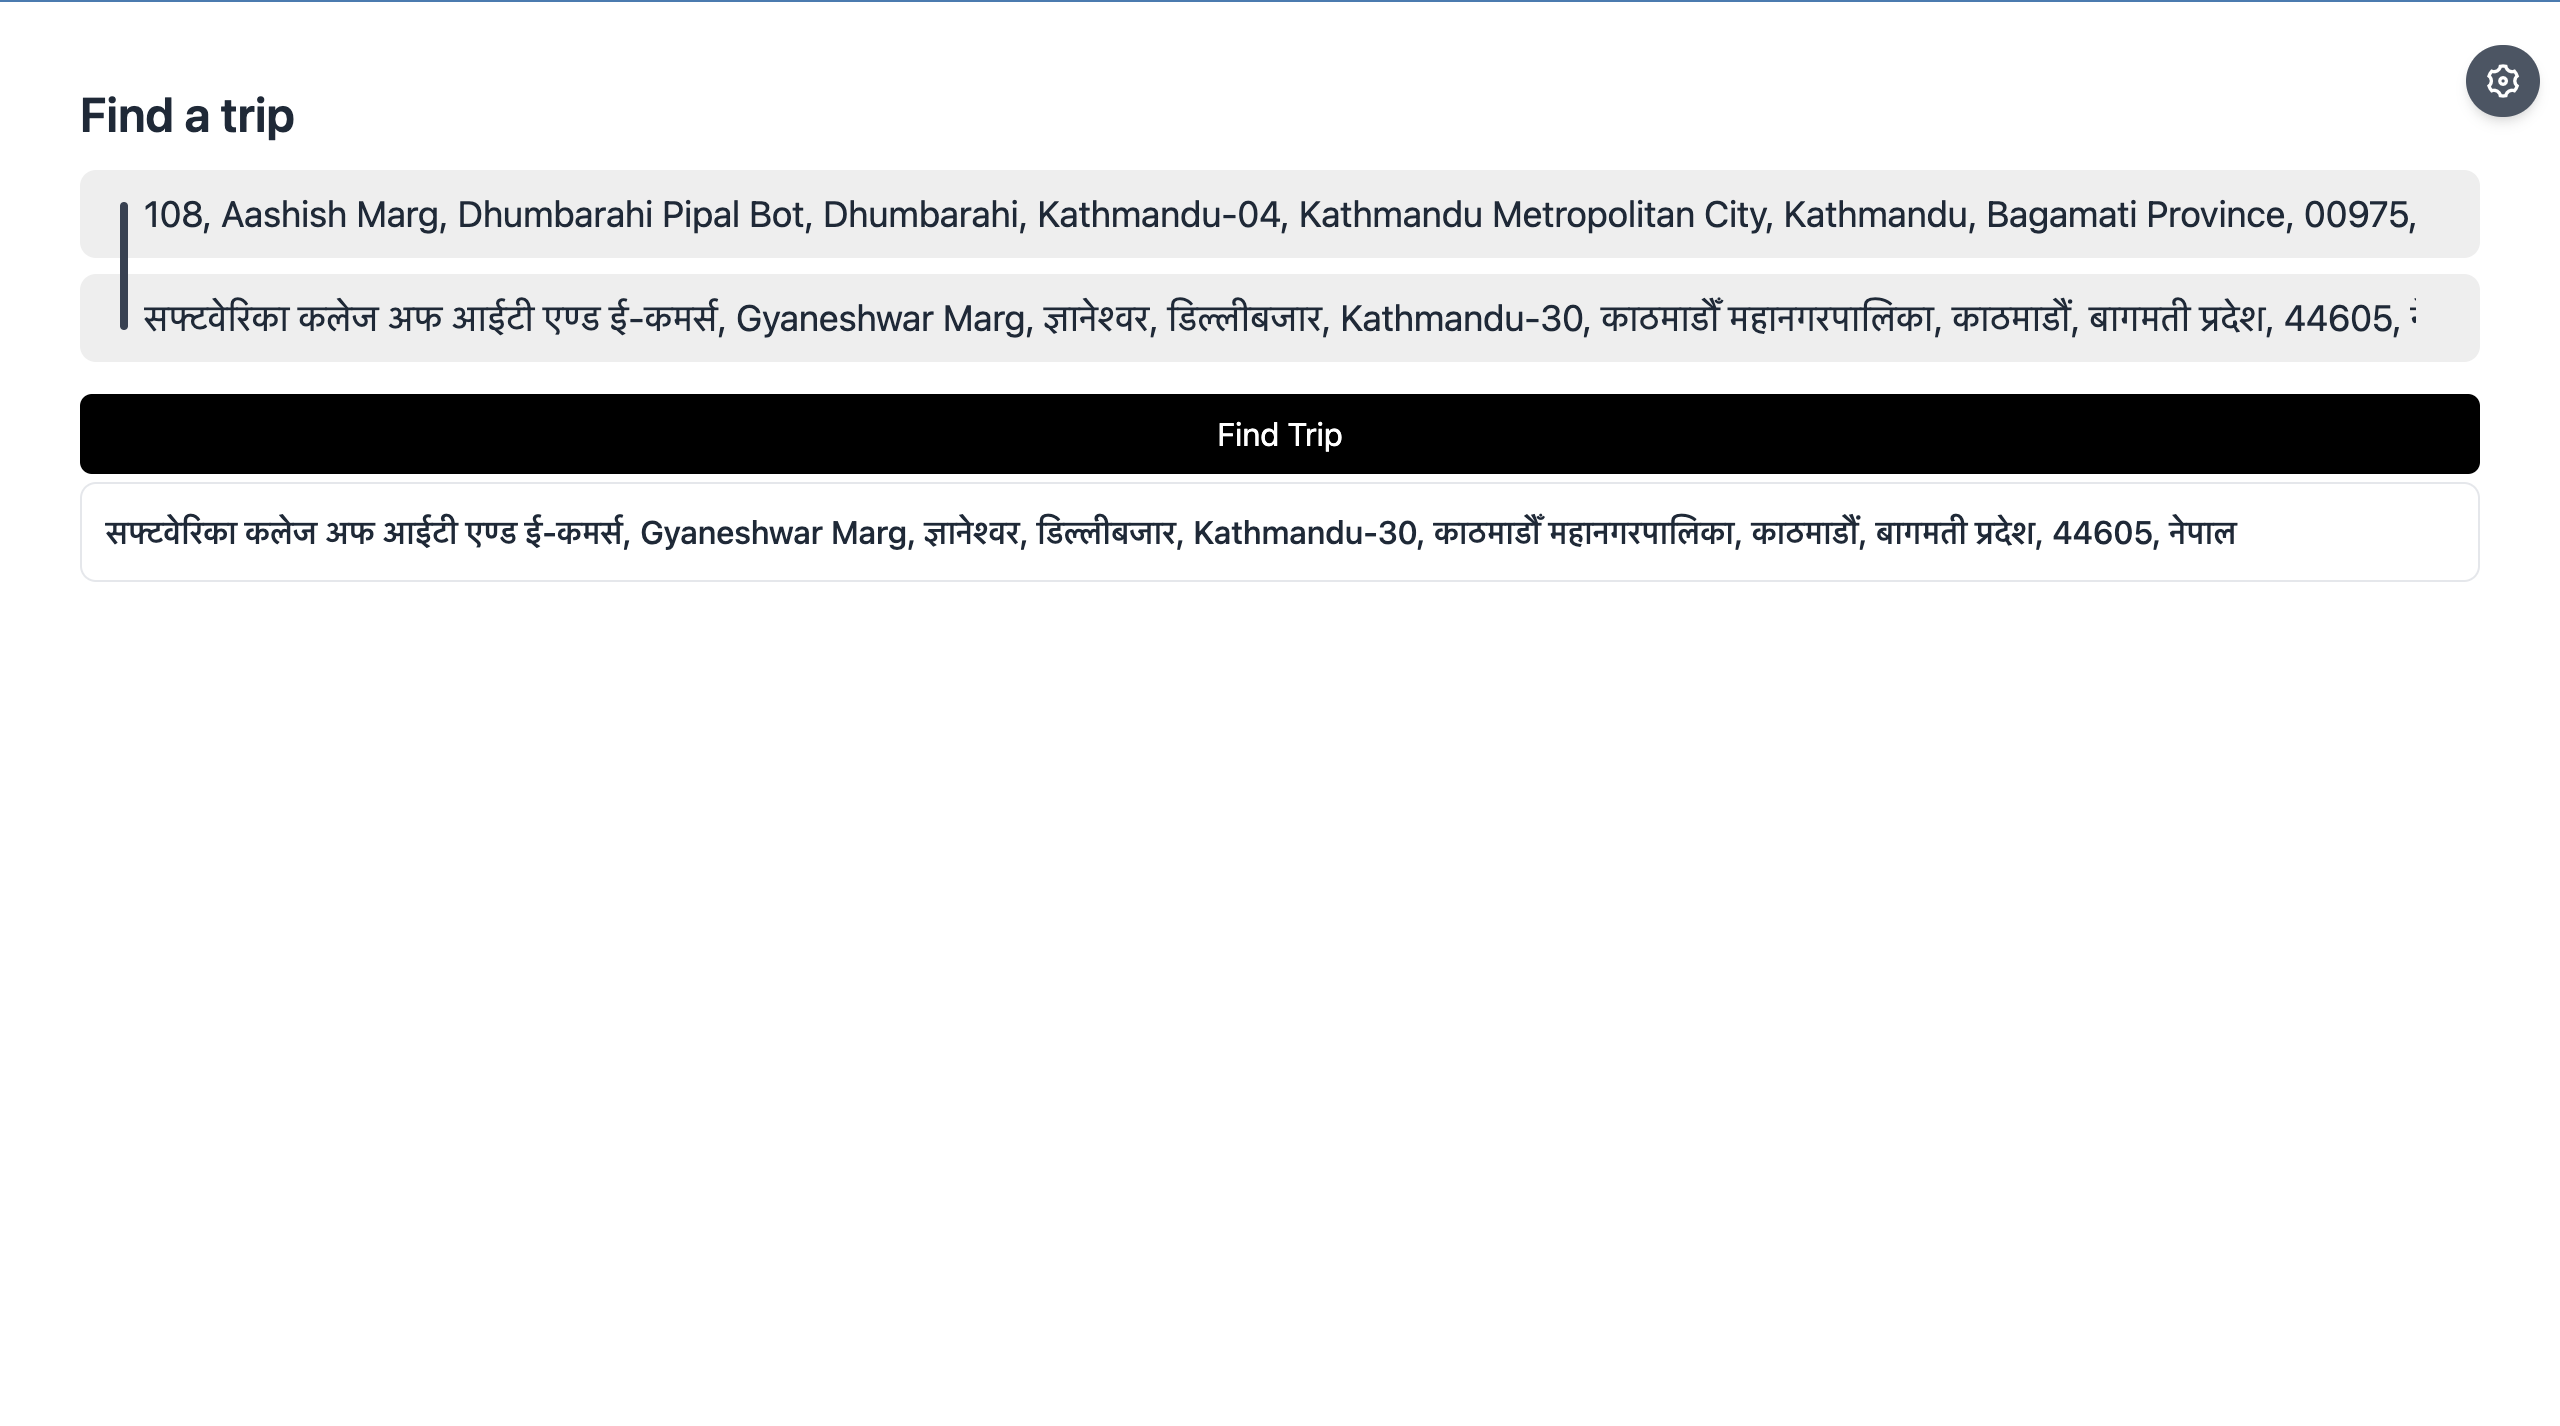 Find a trip
108, Aashish Marg, Dhumbarahi Pipal Bot, Dhumbarahi, Kathmandu-04, Kathmandu Metropolitan City, Kathmandu, Bagamati Province, 00975,
सफ्टवेरिका कलेज अफ आईटी एण्ड ई-कमर्स, Gyaneshwar Marg, ज्ञानेश्वर, डिल्लीबजार, Kathmandu-30, काठमाडौँ महानगरपालिका, काठमाडौं, बागमती प्रदेश, 44605,
Find Trip
सफ्टवेरिका कलेज अफ आईटी एण्ड ई-कमर्स, Gyaneshwar Marg, ज्ञानेश्वर, डिल्लीबजार, Kathmandu-30, काठमाडौँ महानगरपालिका, काठमाडौं, बागमती प्रदेश, 44605, नेपाल